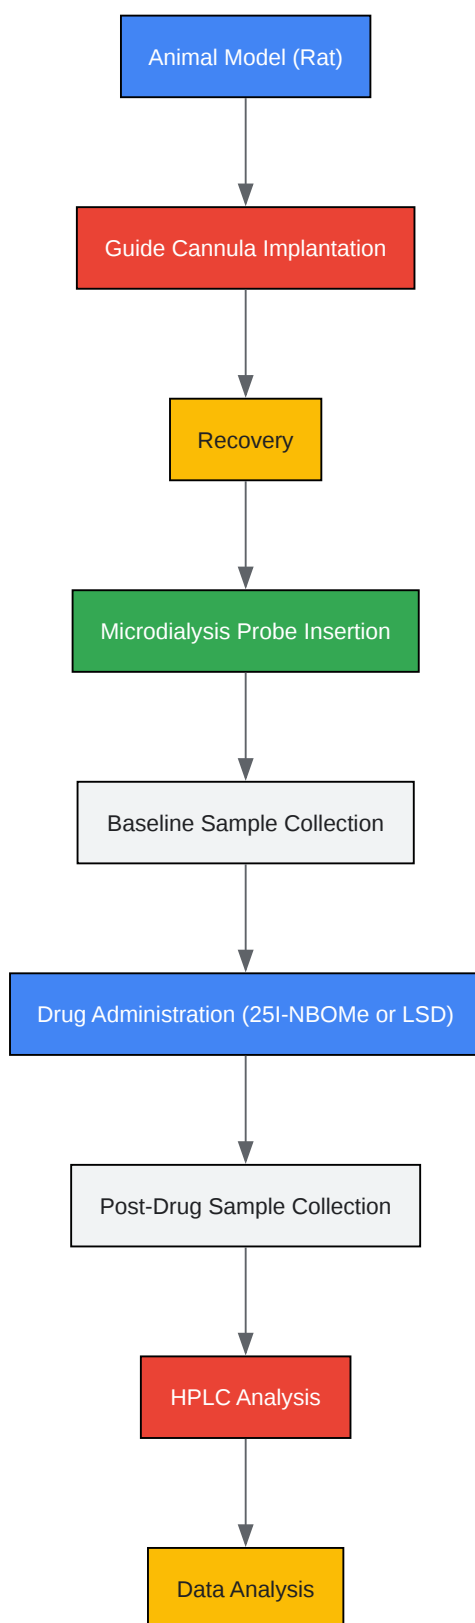 Animal Model (Rat)
Guide Cannula Implantation
Recovery
Microdialysis Probe Insertion
Baseline Sample Collection
Drug Administration (25I-NBOMe or LSD)
Post-Drug Sample Collection
HPLC Analysis
Data Analysis